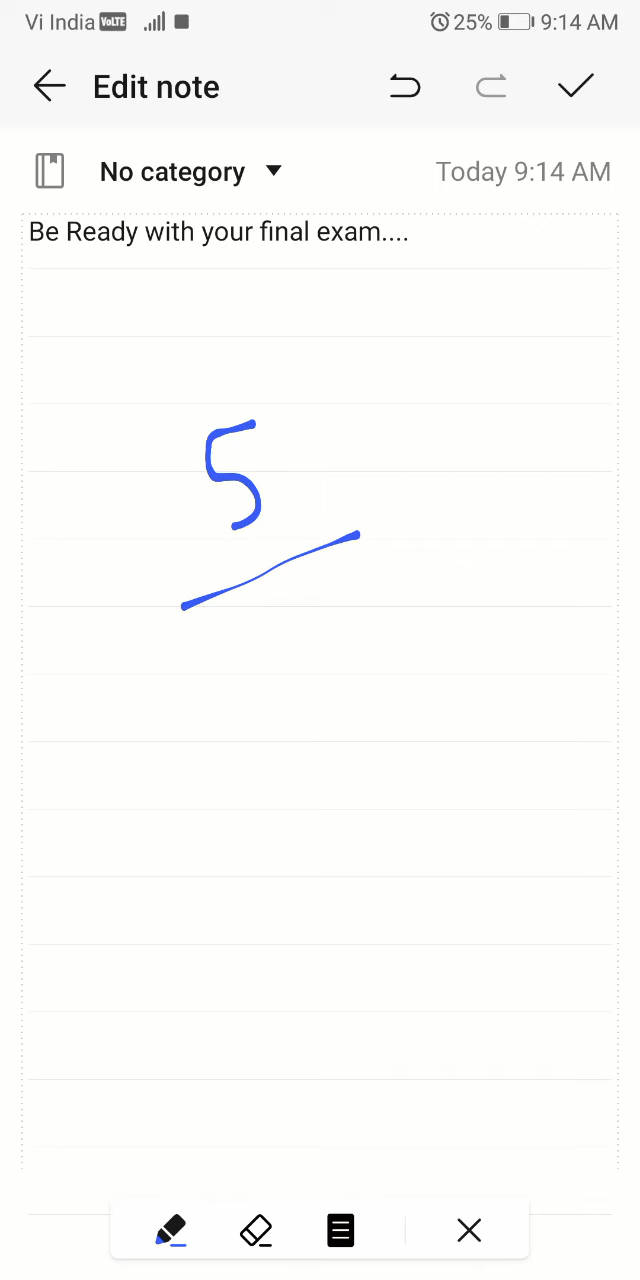 Vi India VoLTE 25% 9:14 AM
Edit note
No category Today 9:14 AM
Be Ready with your final exam....
5